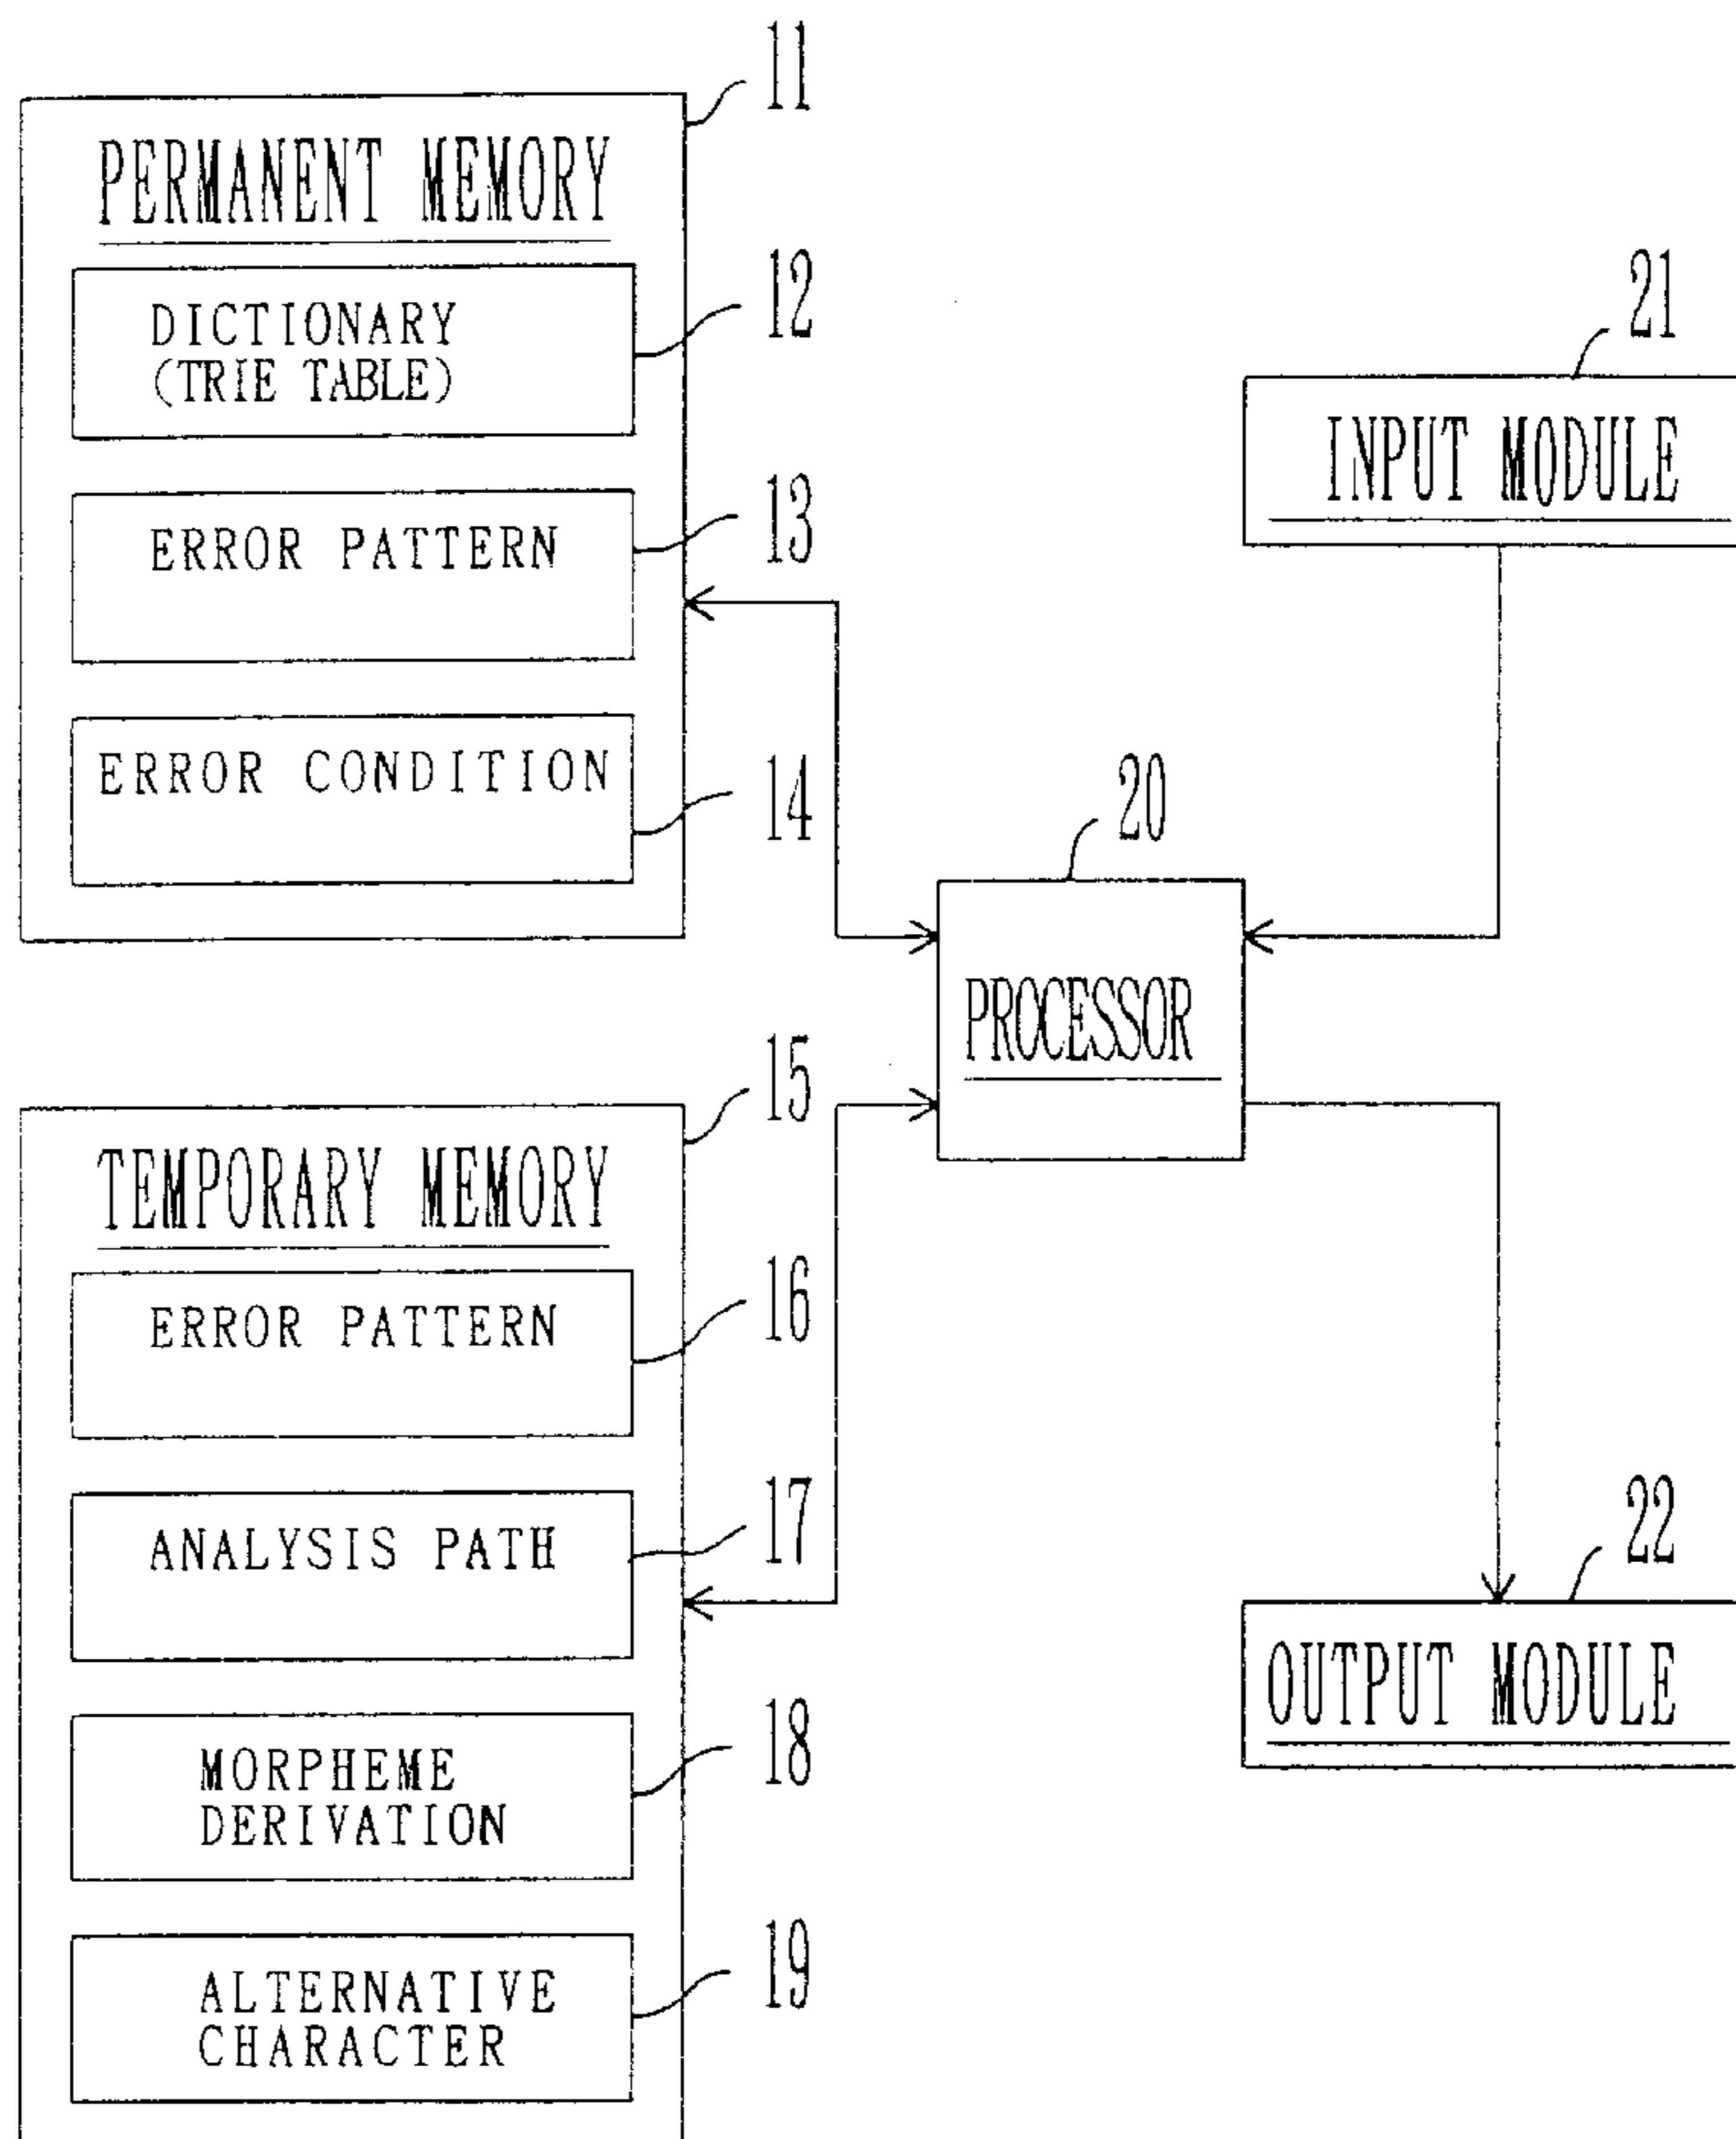 11
PERMANENT MEMORY
DICTIONARY
(TRIE TABLE)
12
ERROR PATTERN
13
ERROR CONDITION
14
21
INPUT MODULE
20
PROCESSOR
15
TEMPORARY MEMORY
ERROR PATTERN
16
ANALYSIS PATH
17
MORPHEME
DERIVATION
18
ALTERNATIVE
CHARACTER
19
22
OUTPUT MODULE